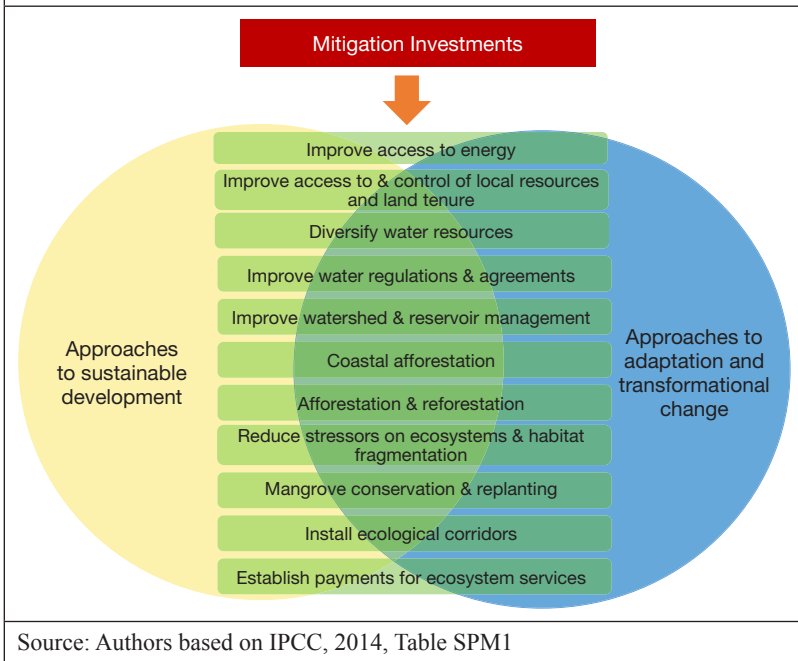 Mitigation Investments
Improve access to energy
Improve access to & control of local resources
and land tenure
Diversify water resources
Improve water regulations & agreements
Improve watershed & reservoir management
Coastal afforestation
Afforestation & reforestation
Reduce stressors on ecosystems & habitat
fragmentation
Mangrove conservation & replanting
Install ecological corridors
Establish payments for ecosystem services
Approaches
to sustainable
development
Approaches to
adaptation and
transformational
change
Source: Authors based on IPCC, 2014, Table SPM1